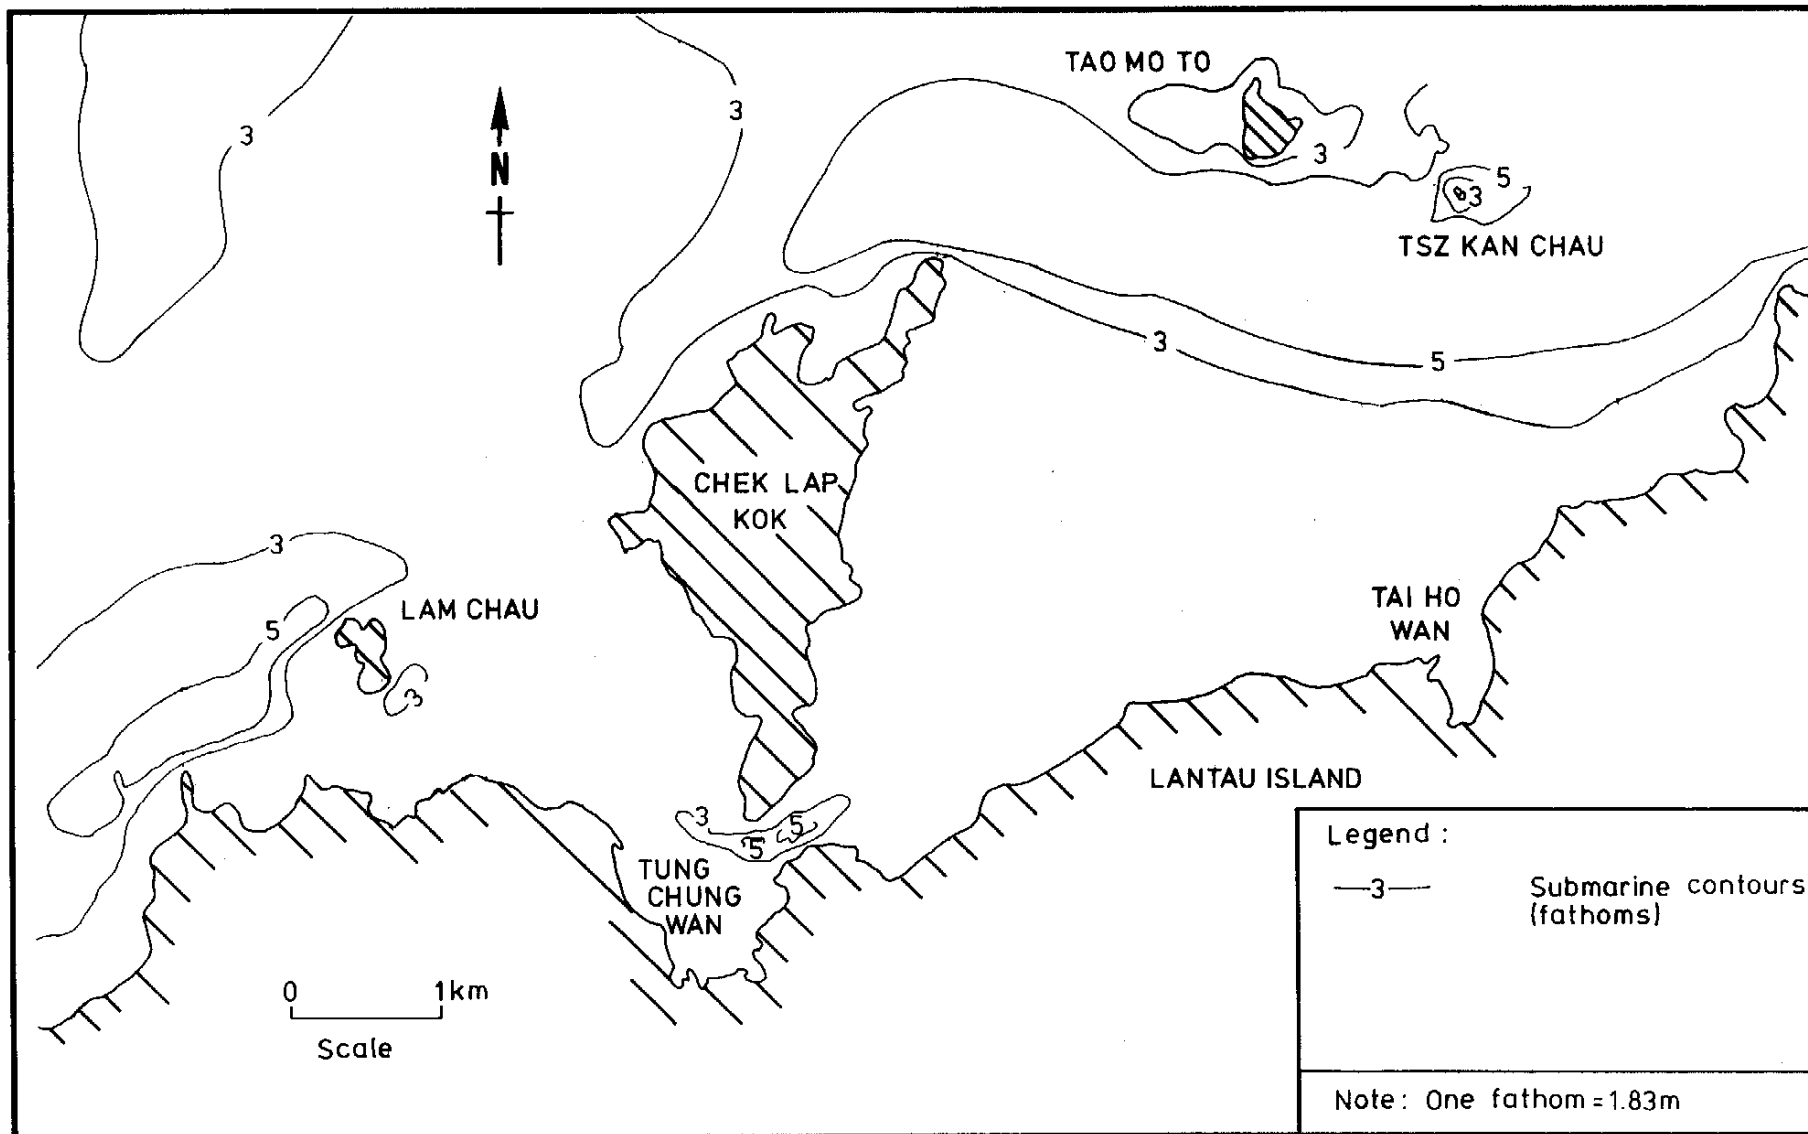 TAO MO TO
3
3
N
3
5
3
TSZ KAN CHAU
3
5
CHEK LAP
KOK
3
LAM CHAU
5
3
TAI HO
WAN
LANTAU ISLAND
3
5
5
TUNG
CHUNG
WAN
0 1km
Scale
Legend :
3 Submarine contours
(fathoms)
Note: One fathom = 1.83m